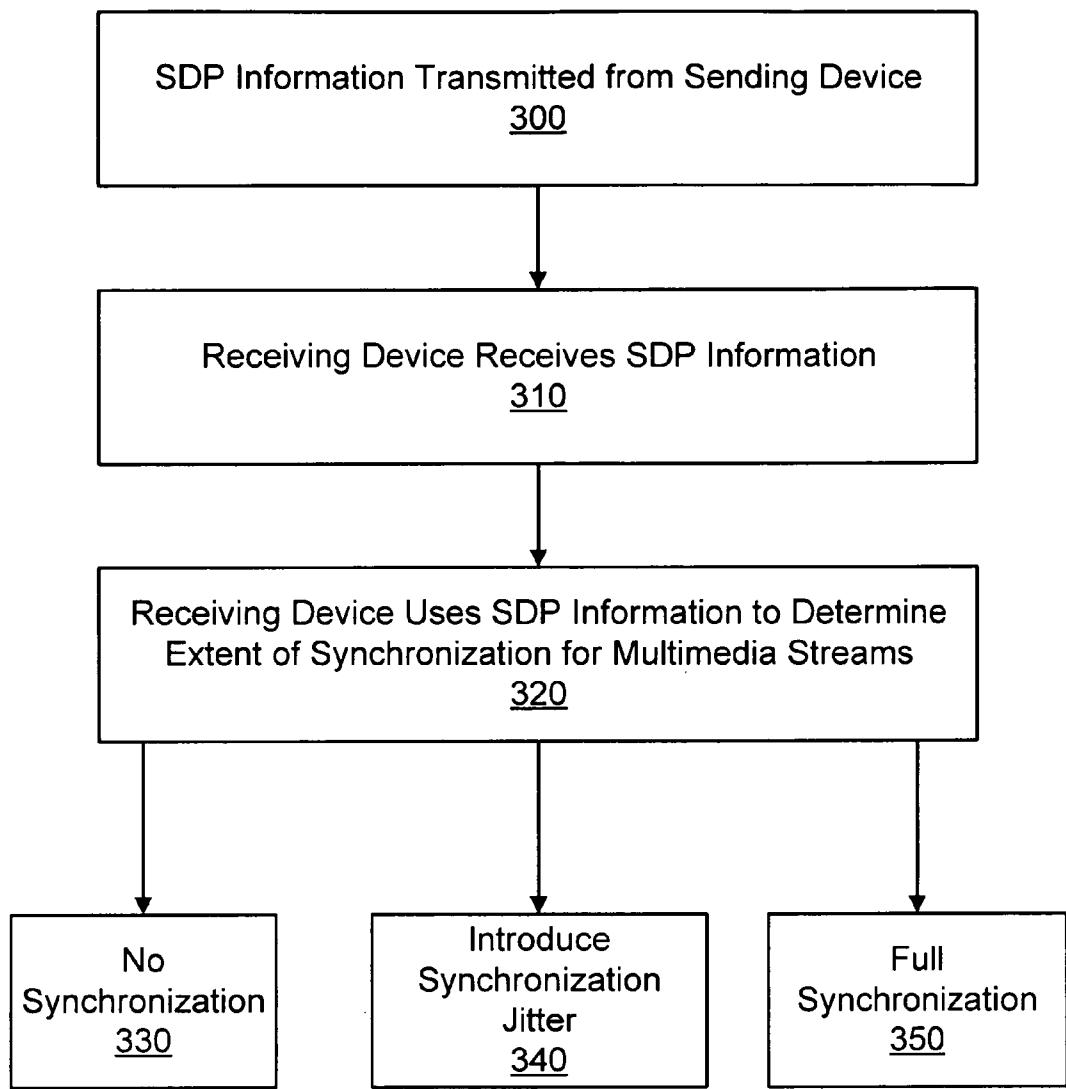 SDP Information Transmitted from Sending Device
300
Receiving Device Receives SDP Information
310
Receiving Device Uses SDP Information to Determine
Extent of Synchronization for Multimedia Streams
320
No
Synchronization
330
Introduce
Synchronization
Jitter
340
Full
Synchronization
350